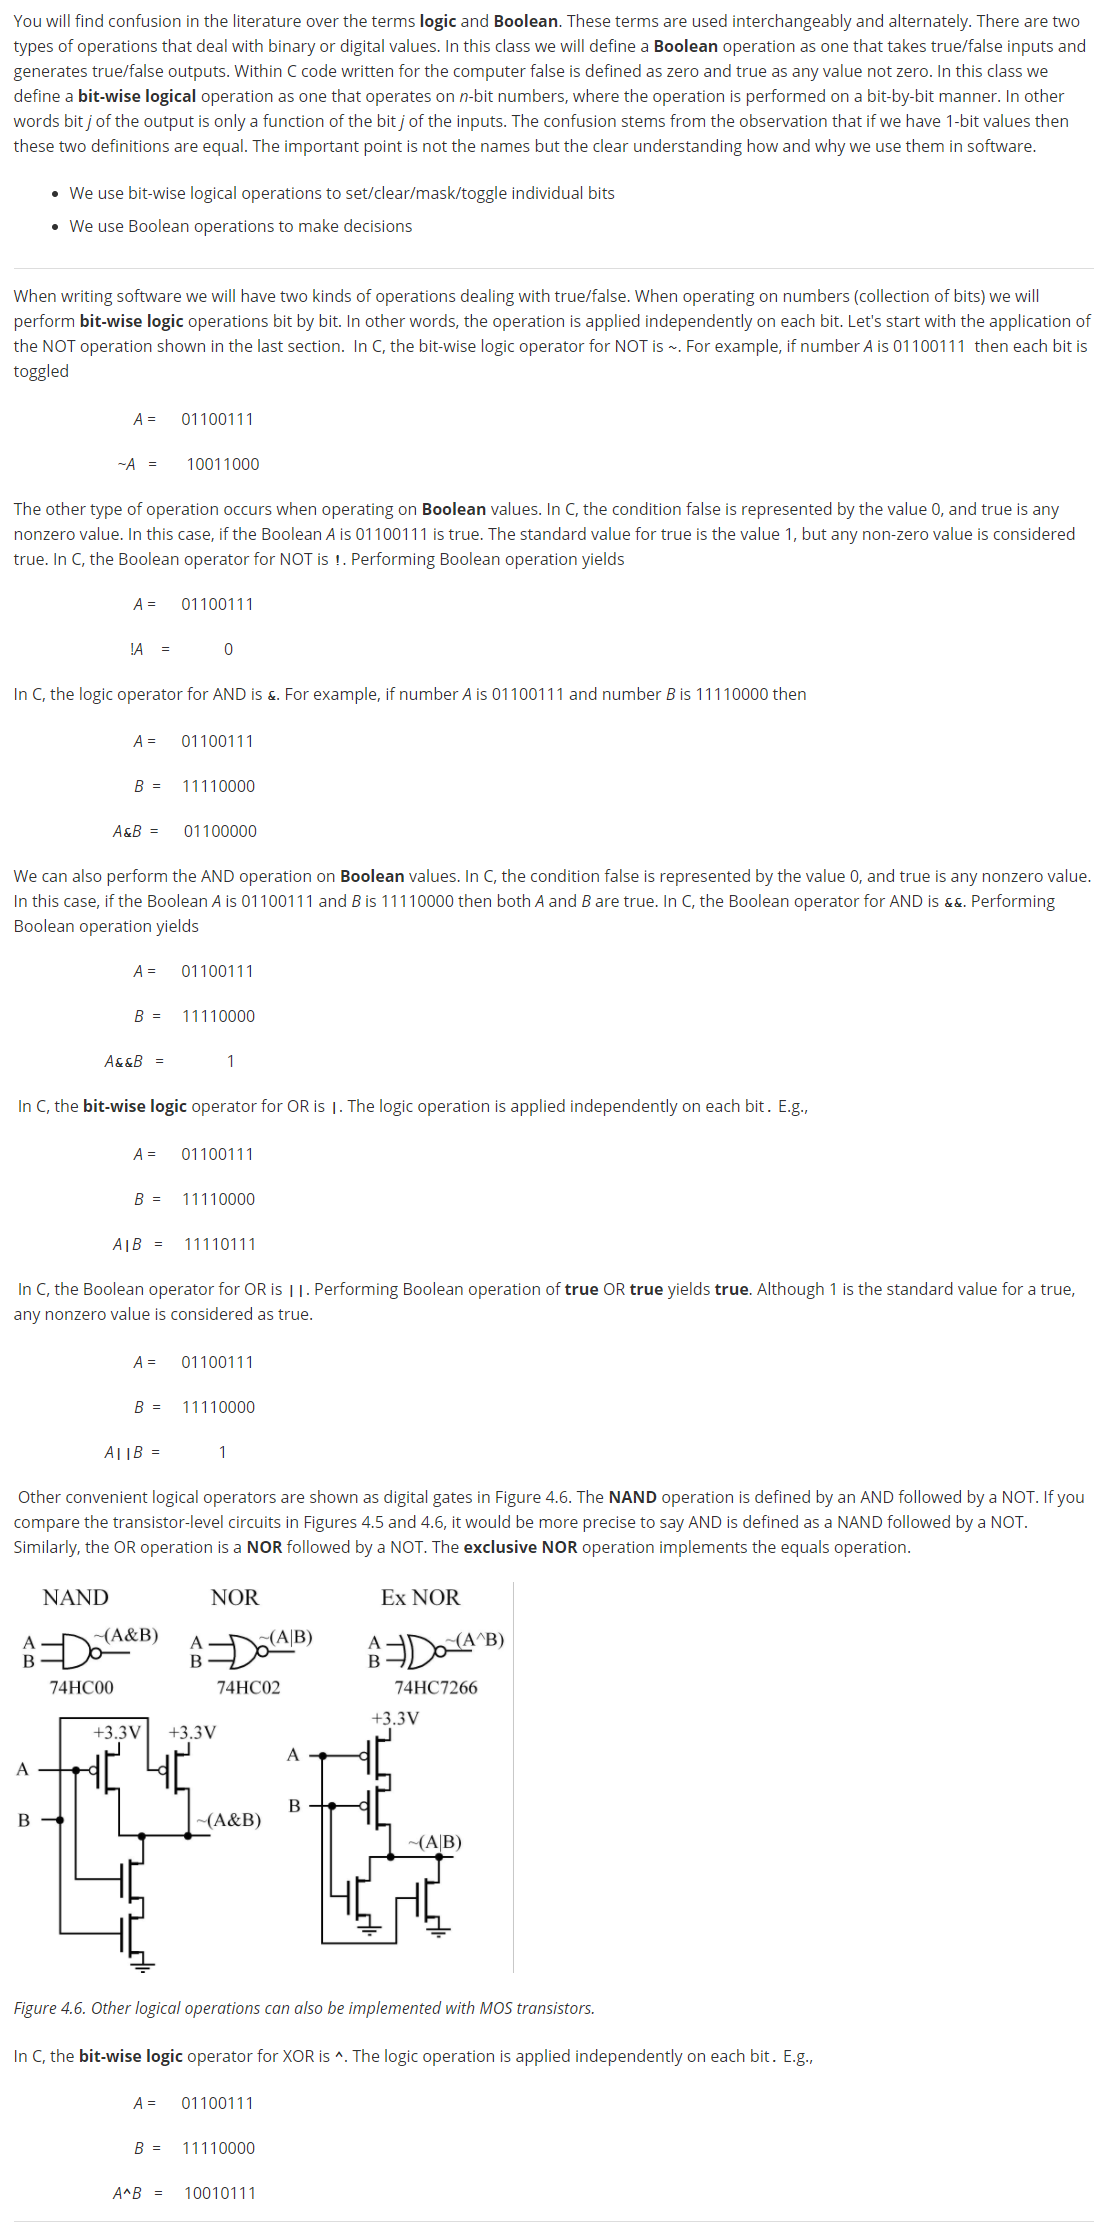 You will find confusion in the literature over the terms logic and Boolean. These terms are used interchangeably and alternately. There are two
types of operations that deal with binary or digital values. In this class we will define a Boolean operation as one that takes true/false inputs and
generates true/false outputs. Within C code written for the computer false is defined as zero and true as any value not zero. In this class we
define a bit-wise logical operation as one that operates on n-bit numbers, where the operation is performed on a bit-by-bit manner. In other
words bit j of the output is only a function of the bit j of the inputs. The confusion stems from the observation that if we have 1-bit values then
these two definitions are equal. The important point is not the names but the clear understanding how and why we use them in software.
• We use bit-wise logical operations to set/clear/mask/toggle individual bits
• We use Boolean operations to make decisions
When writing software we will have two kinds of operations dealing with true/false. When operating on numbers (collection of bits) we will
perform bit-wise logic operations bit by bit. In other words, the operation is applied independently on each bit. Let's start with the application of
the NOT operation shown in the last section. In C, the bit-wise logic operator for NOT is ~. For example, if number A is 01100111 then each bit is
toggled
A = 01100111
~A = 10011000
The other type of operation occurs when operating on Boolean values. In C, the condition false is represented by the value 0, and true is any
nonzero value. In this case, if the Boolean A is 01100111 is true. The standard value for true is the value 1, but any non-zero value is considered
true. In C, the Boolean operator for NOT is !. Performing Boolean operation yields
A = 01100111
!A = 0
In C, the logic operator for AND is &. For example, if number A is 01100111 and number B is 11110000 then
A = 01100111
B = 11110000
A&B = 01100000
We can also perform the AND operation on Boolean values. In C, the condition false is represented by the value 0, and true is any nonzero value.
In this case, if the Boolean A is 01100111 and B is 11110000 then both A and B are true. In C, the Boolean operator for AND is &&. Performing
Boolean operation yields
A = 01100111
B = 11110000
A&&B = 1
In C, the bit-wise logic operator for OR is |. The logic operation is applied independently on each bit. E.g.,
A = 01100111
B = 11110000
A|B = 11110111
In C, the Boolean operator for OR is ||. Performing Boolean operation of true OR true yields true. Although 1 is the standard value for a true,
any nonzero value is considered as true.
A = 01100111
B = 11110000
A||B = 1
Other convenient logical operators are shown as digital gates in Figure 4.6. The NAND operation is defined by an AND followed by a NOT. If you
compare the transistor-level circuits in Figures 4.5 and 4.6, it would be more precise to say AND is defined as a NAND followed by a NOT.
Similarly, the OR operation is a NOR followed by a NOT. The exclusive NOR operation implements the equals operation.
NAND NOR Ex NOR
A ~(A&B) A ~(A|B) A ~(A^B)
B B B
74HC00 74HC02 74HC7266
+3.3V +3.3V +3.3V
A A
B ~(A&B) B
~(A|B)
Figure 4.6. Other logical operations can also be implemented with MOS transistors.
In C, the bit-wise logic operator for XOR is ^. The logic operation is applied independently on each bit. E.g.,
A = 01100111
B = 11110000
A^B = 10010111